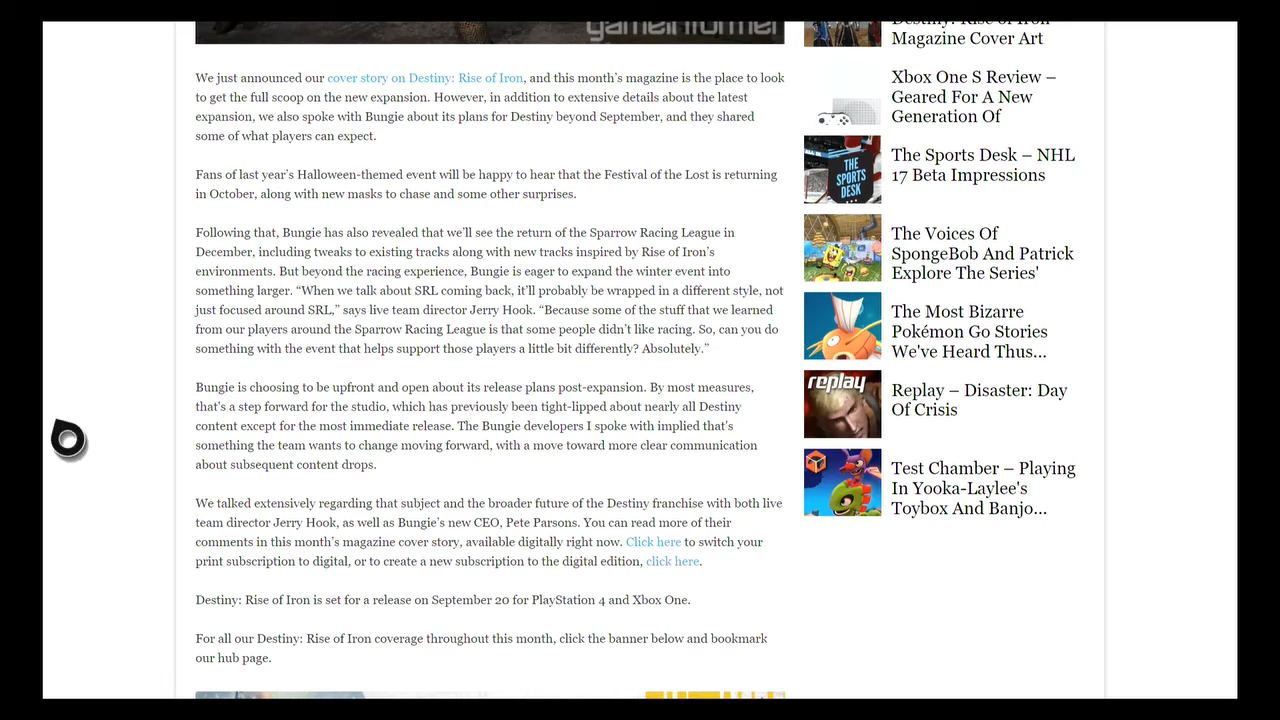 gameinformer
We just announced our cover story on Destiny: Rise of Iron, and this month’s magazine is the place to look
to get the full scoop on the new expansion. However, in addition to extensive details about the latest
expansion, we also spoke with Bungie about its plans for Destiny beyond September, and they shared
some of what players can expect.
Fans of last year’s Halloween-themed event will be happy to hear that the Festival of the Lost is returning
in October, along with new masks to chase and some other surprises.
Following that, Bungie has also revealed that we’ll see the return of the Sparrow Racing League in
December, including tweaks to existing tracks along with new tracks inspired by Rise of Iron’s
environments. But beyond the racing experience, Bungie is eager to expand the winter event into
something larger. “When we talk about SRL coming back, it’ll probably be wrapped in a different style, not
just focused around SRL,” says live team director Jerry Hook. “Because some of the stuff that we learned
from our players around the Sparrow Racing League is that some people didn’t like racing. So, can you do
something with the event that helps support those players a little bit differently? Absolutely.”
Bungie is choosing to be upfront and open about its release plans post-expansion. By most measures,
that's a step forward for the studio, which has previously been tight-lipped about nearly all Destiny
content except for the most immediate release. The Bungie developers I spoke with implied that's
something the team wants to change moving forward, with a move toward more clear communication
about subsequent content drops.
We talked extensively regarding that subject and the broader future of the Destiny franchise with both live
team director Jerry Hook, as well as Bungie’s new CEO, Pete Parsons. You can read more of their
comments in this month’s magazine cover story, available digitally right now. Click here to switch your
print subscription to digital, or to create a new subscription to the digital edition, click here.
Destiny: Rise of Iron is set for a release on September 20 for PlayStation 4 and Xbox One.
For all our Destiny: Rise of Iron coverage throughout this month, click the banner below and bookmark
our hub page.
Destiny: Rise of Iron
Magazine Cover Art
Xbox One S Review –
Geared For A New
Generation Of
THE
SPORTS
DESK
The Sports Desk – NHL
17 Beta Impressions
The Voices Of
SpongeBob And Patrick
Explore The Series'
The Most Bizarre
Pokémon Go Stories
We've Heard Thus...
replay
Replay – Disaster: Day
Of Crisis
Test Chamber – Playing
In Yooka-Laylee's
Toybox And Banjo...